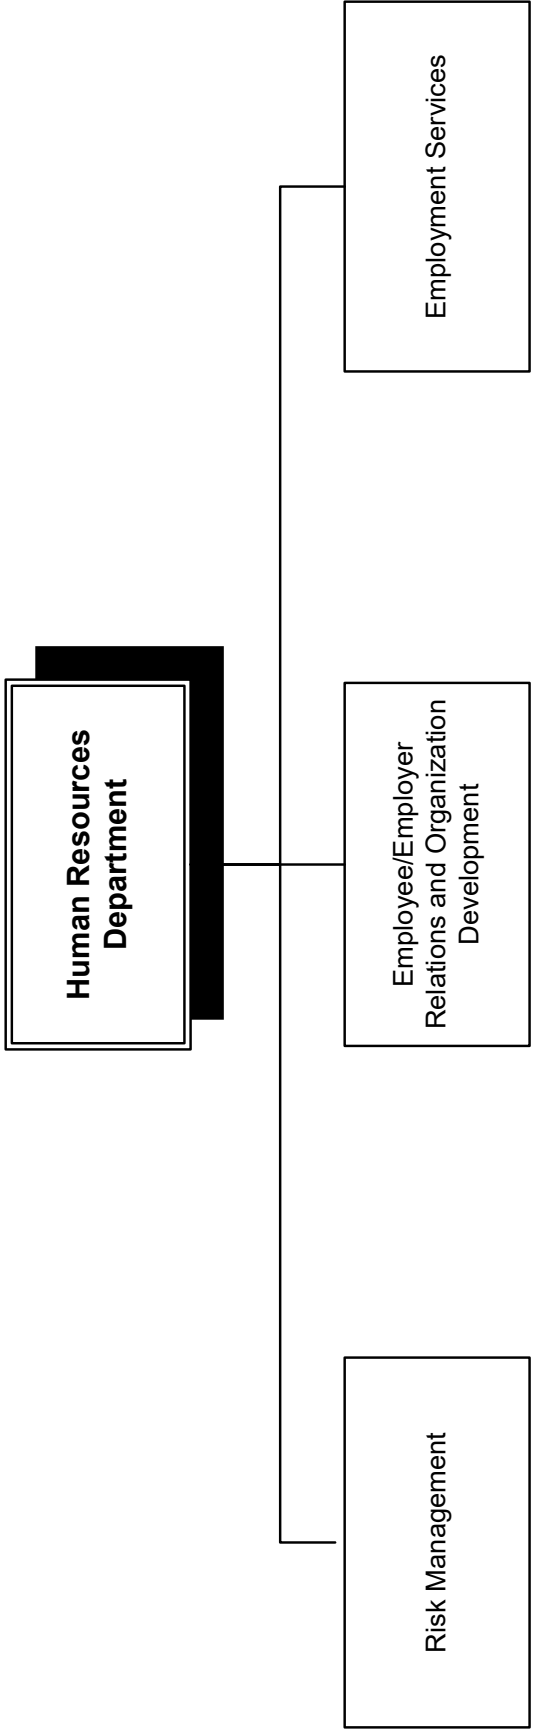 Human Resources
Department
Risk Management
Employee/Employer
Relations and Organization
Development
Employment Services